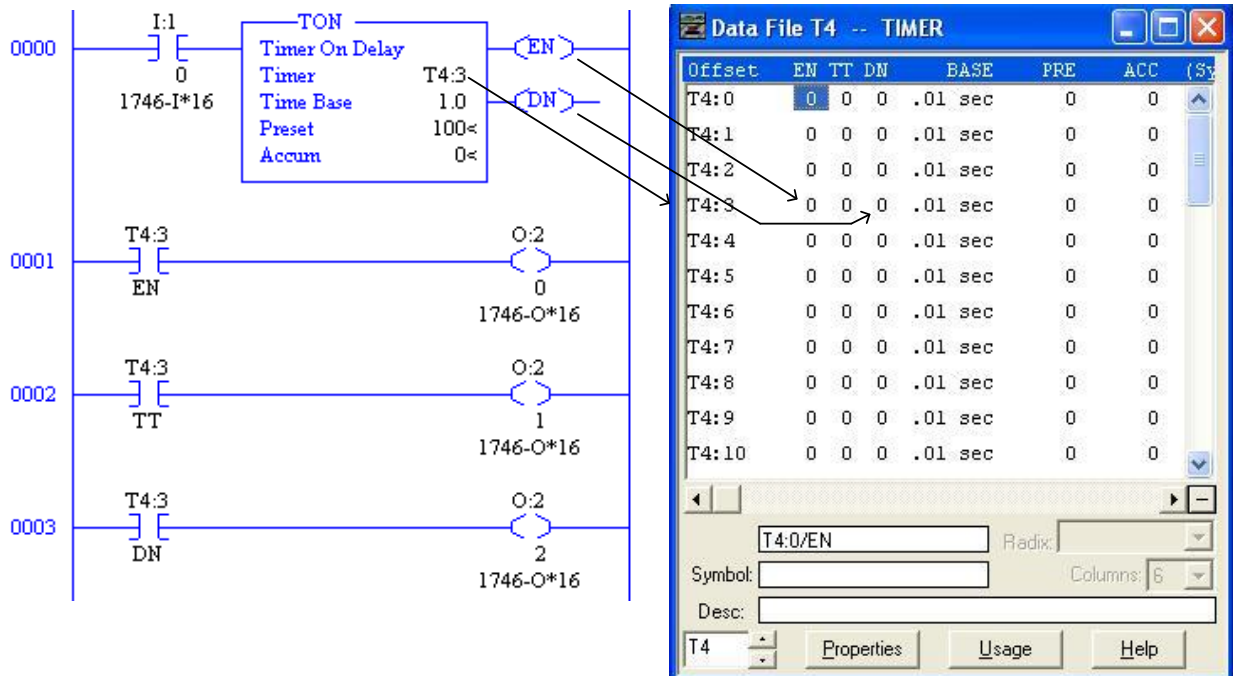 I:1
0000
0
1746-I*16
TON
Timer On Delay
Timer T4:3
Time Base 1.0
Preset 100<
Accum 0<
EN
DN
T4:3 O:2
0001
EN 0
1746-O*16
T4:3 O:2
0002
TT 1
1746-O*16
T4:3 O:2
0003
DN 2
1746-O*16
Data File T4 -- TIMER
Offset EN TT DN BASE PRE ACC (Sy
T4:0 0 0 0 .01 sec 0 0
T4:1 0 0 0 .01 sec 0 0
T4:2 0 0 0 .01 sec 0 0
T4:3 0 0 0 .01 sec 0 0
T4:4 0 0 0 .01 sec 0 0
T4:5 0 0 0 .01 sec 0 0
T4:6 0 0 0 .01 sec 0 0
T4:7 0 0 0 .01 sec 0 0
T4:8 0 0 0 .01 sec 0 0
T4:9 0 0 0 .01 sec 0 0
T4:10 0 0 0 .01 sec 0 0
T4:0/EN Radix:
Symbol: Columns: 6
Desc:
T4 Properties Usage Help